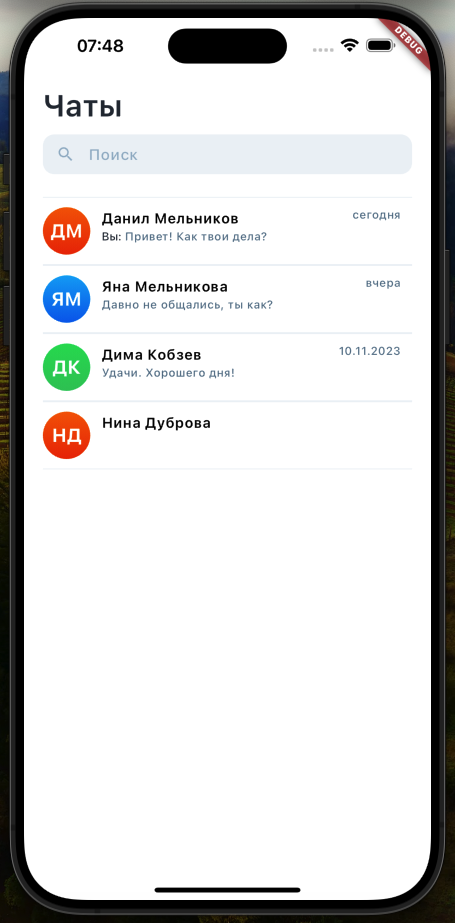 07:48
DEBUG
Чаты
Поиск
ДМ
Данил Мельников
сегодня
Вы: Привет! Как твои дела?
ЯМ
Яна Мельникова
вчера
Давно не общались, ты как?
ДК
Дима Кобзев
10.11.2023
Удачи. Хорошего дня!
НД
Нина Дуброва